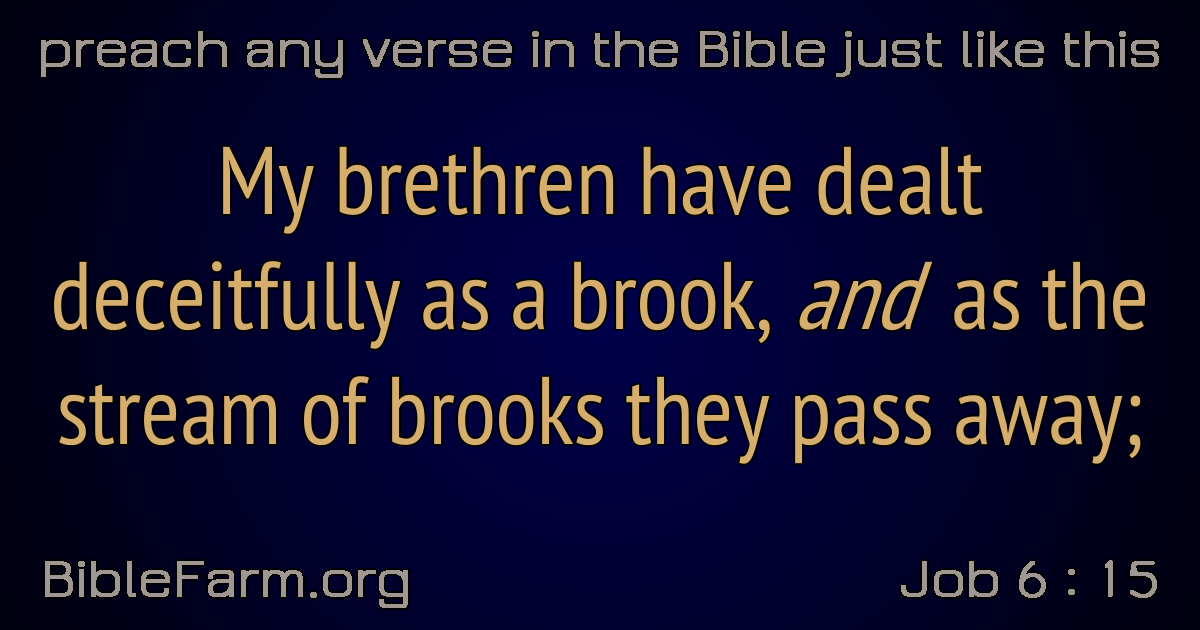 preach any verse in the Bible just like this
My brethren have dealt
deceitfully as a brook, and as the
stream of brooks they pass away;
BibleFarm.org
Job 6 : 15